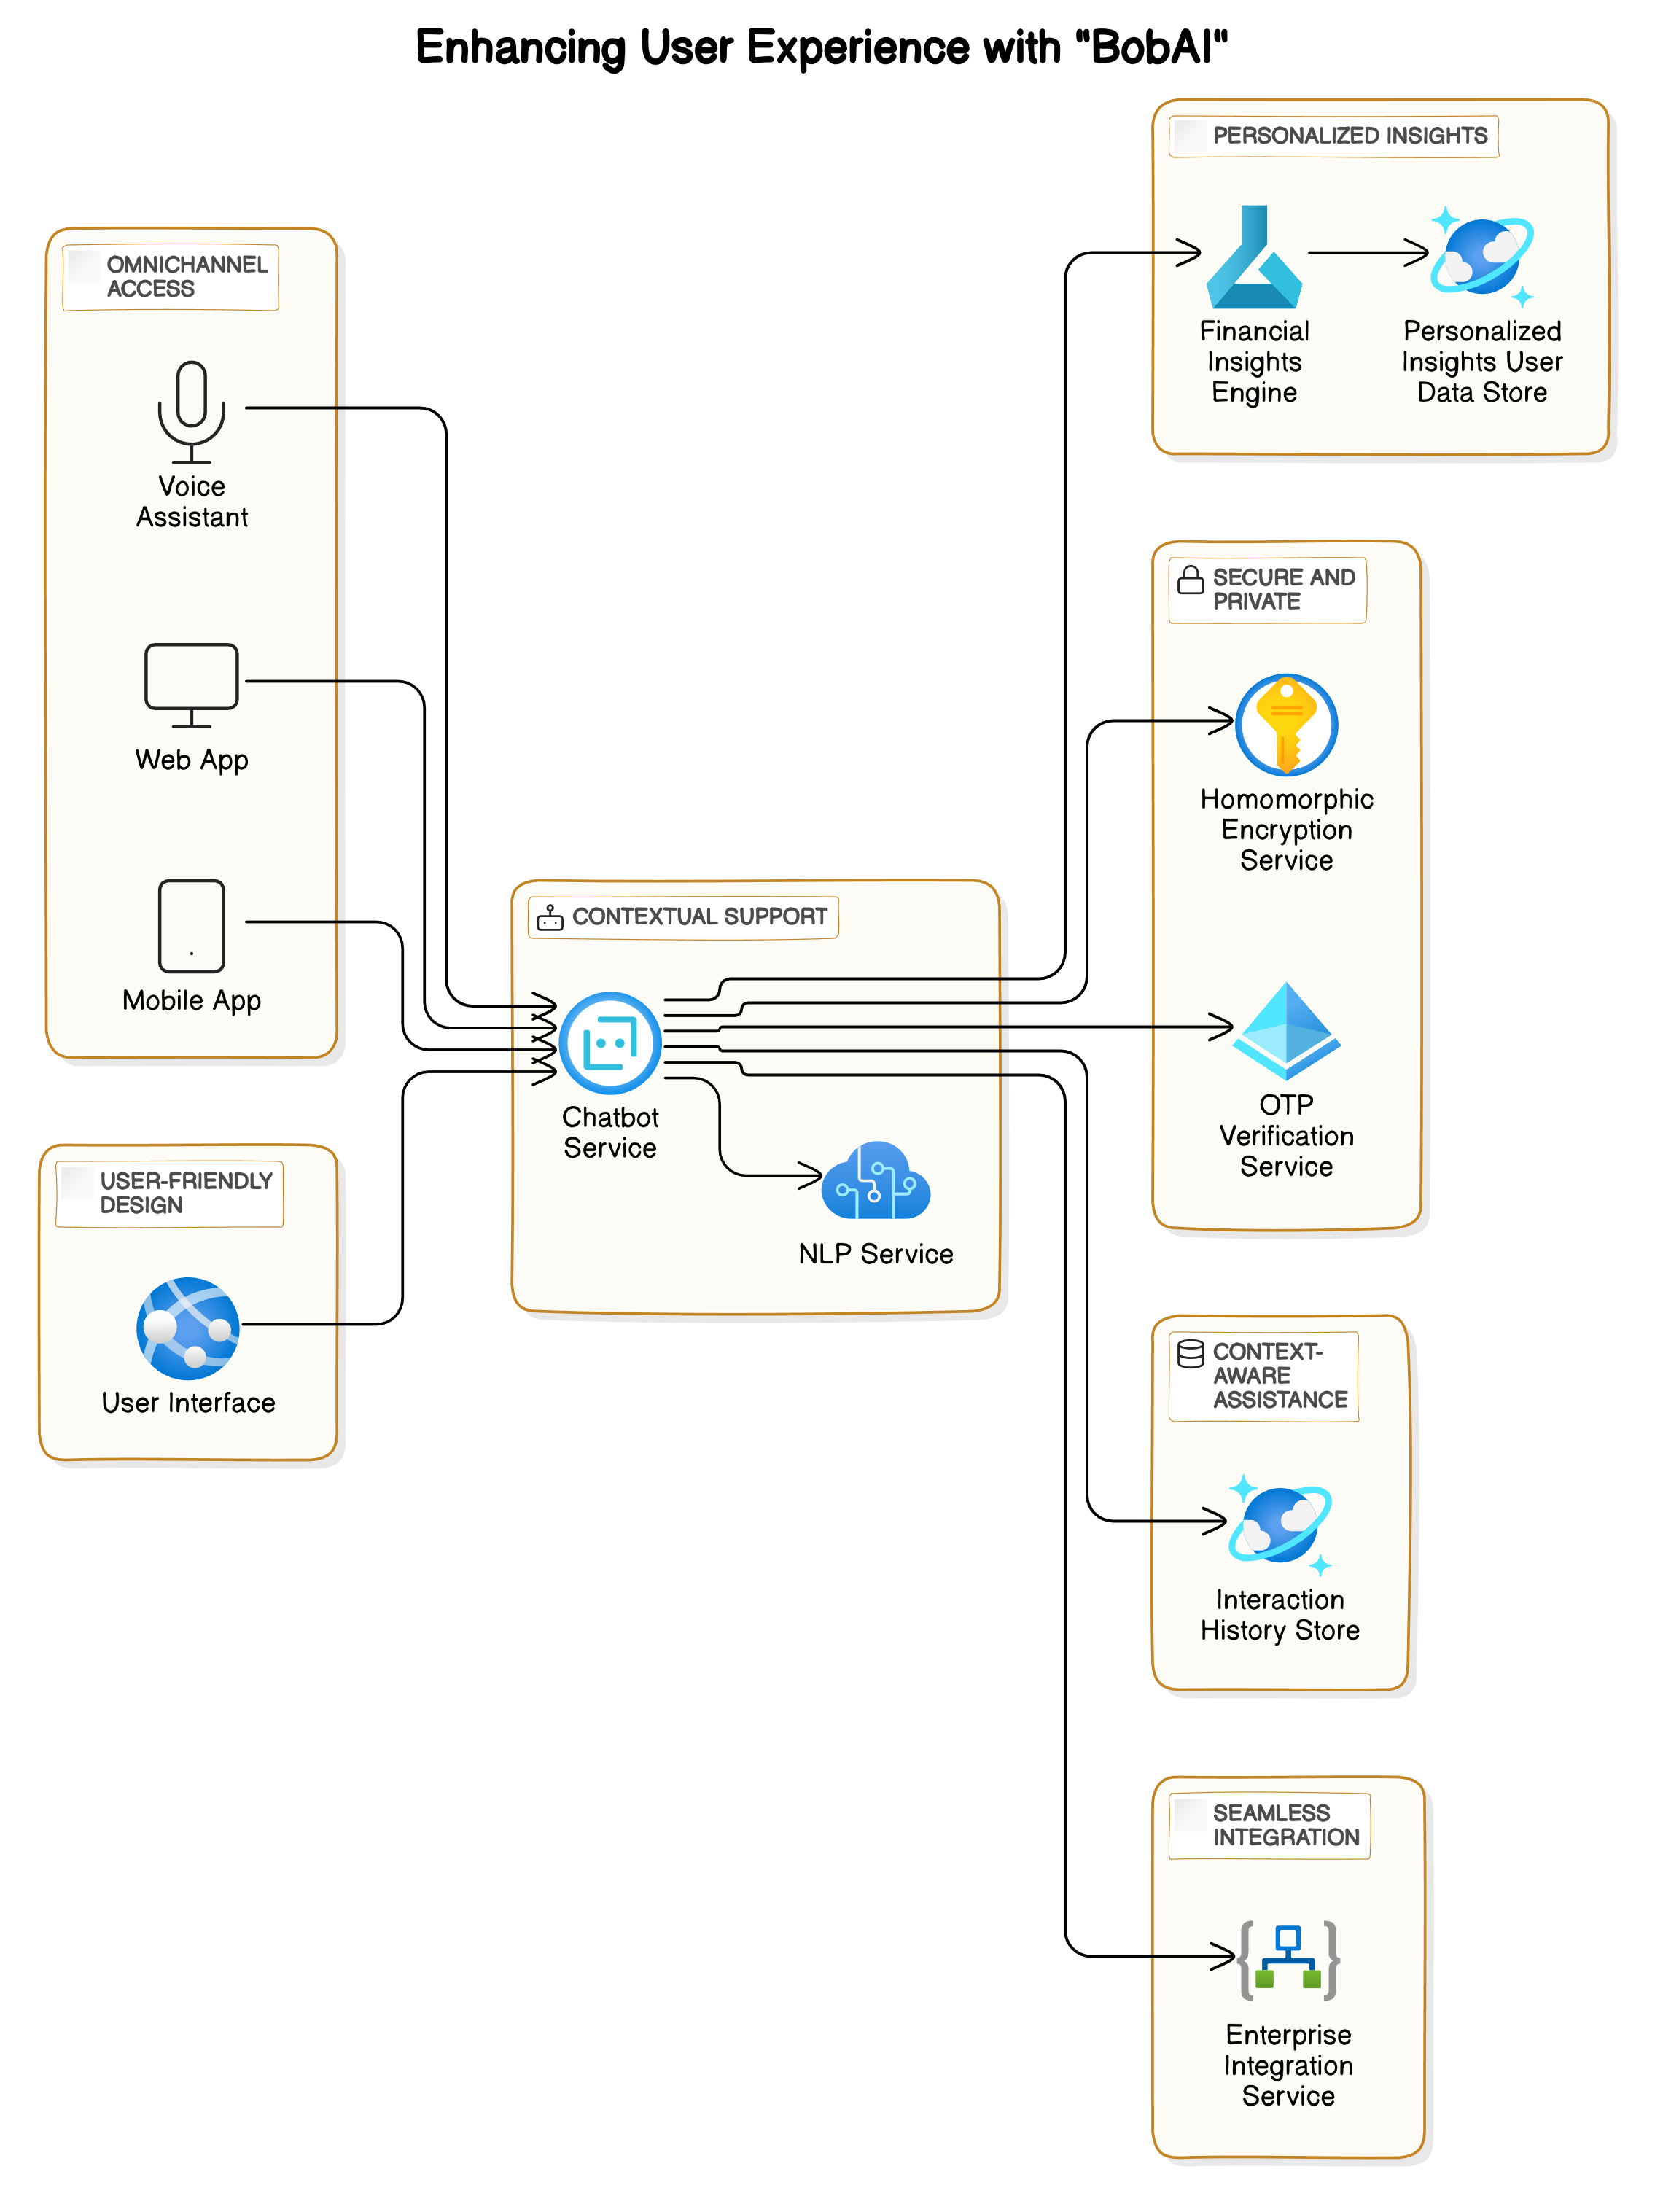 Enhancing User Experience with "BobAI"
PERSONALIZED INSIGHTS
Financial
Insights
Engine
Personalized
Insights User
Data Store
OMNICHANNEL
ACCESS
Voice
Assistant
Web App
Mobile App
SECURE AND
PRIVATE
Homomorphic
Encryption
Service
OTP
Verification
Service
CONTEXTUAL SUPPORT
Chatbot
Service
NLP Service
USER-FRIENDLY
DESIGN
User Interface
CONTEXT-
AWARE
ASSISTANCE
Interaction
History Store
SEAMLESS
INTEGRATION
Enterprise
Integration
Service